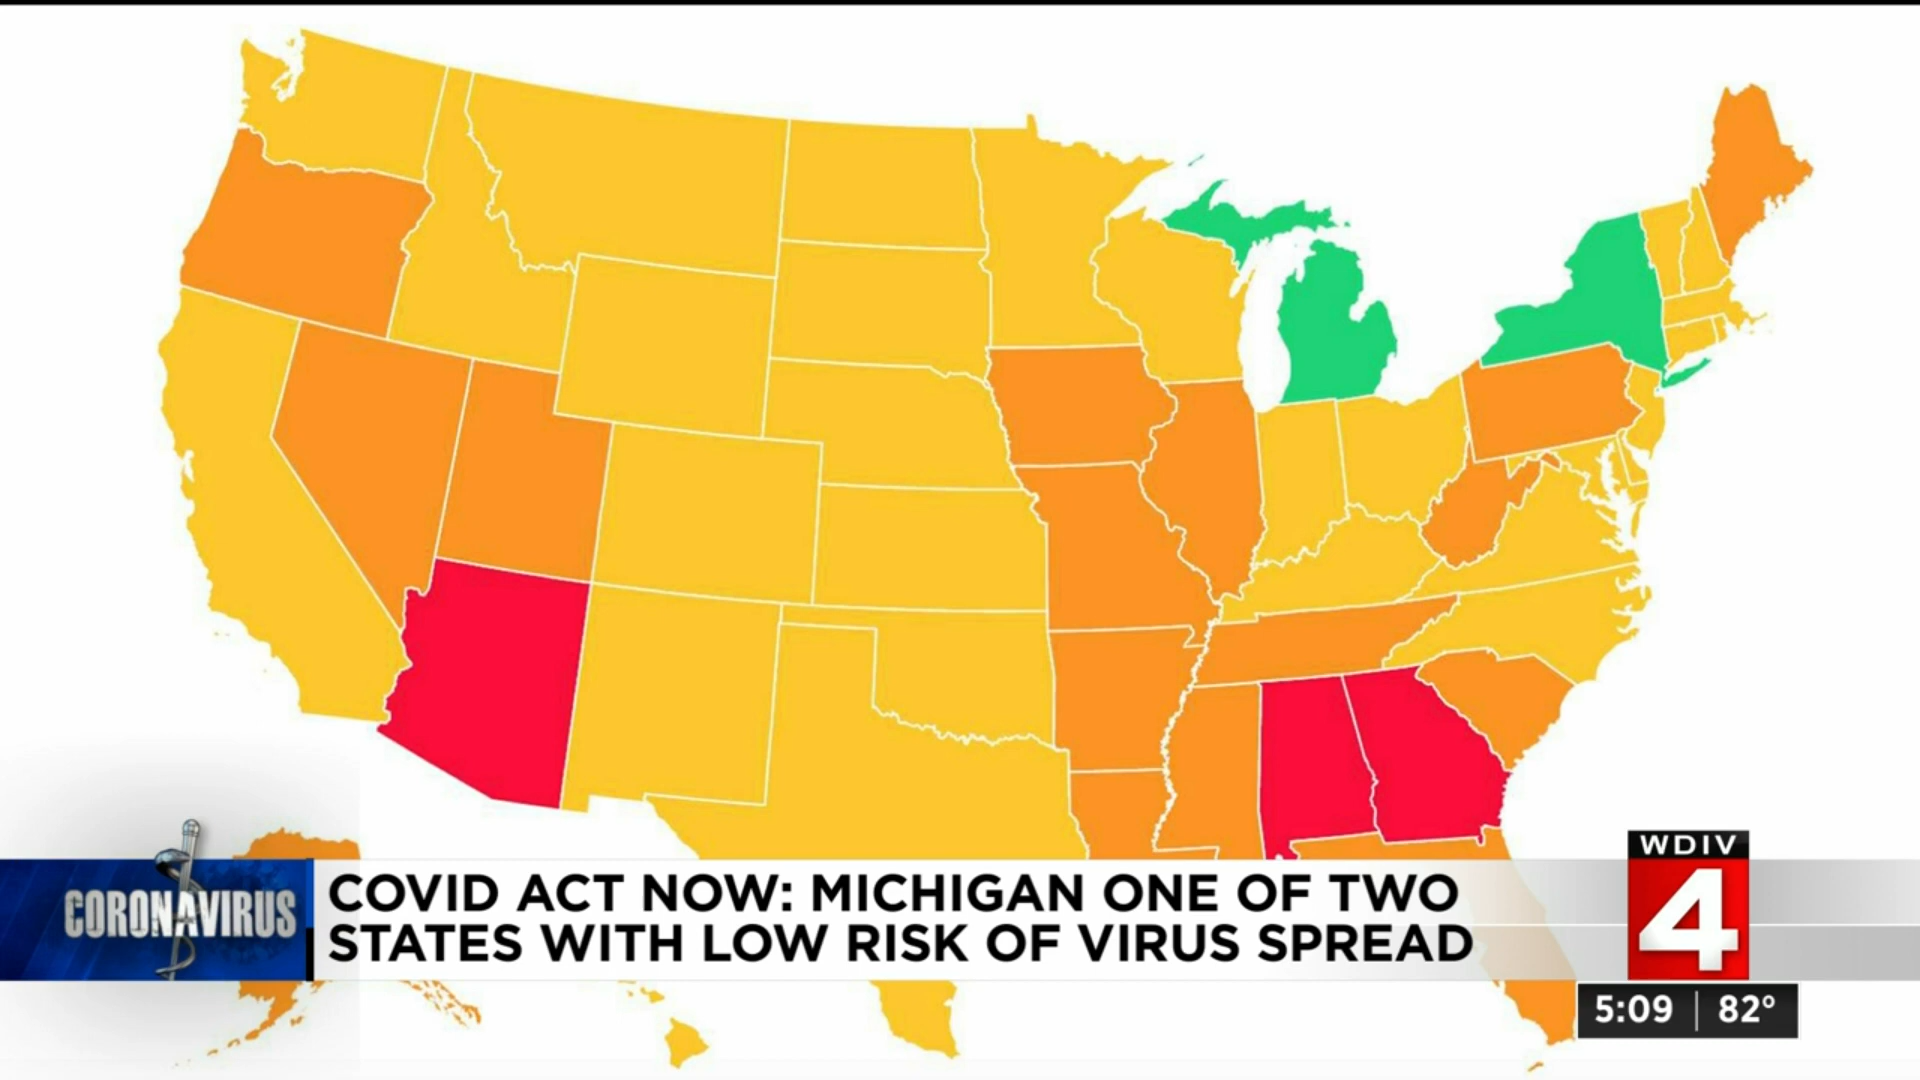 CORONAVIRUS
COVID ACT NOW: MICHIGAN ONE OF TWO
STATES WITH LOW RISK OF VIRUS SPREAD
WDIV
4
5:09 | 82°